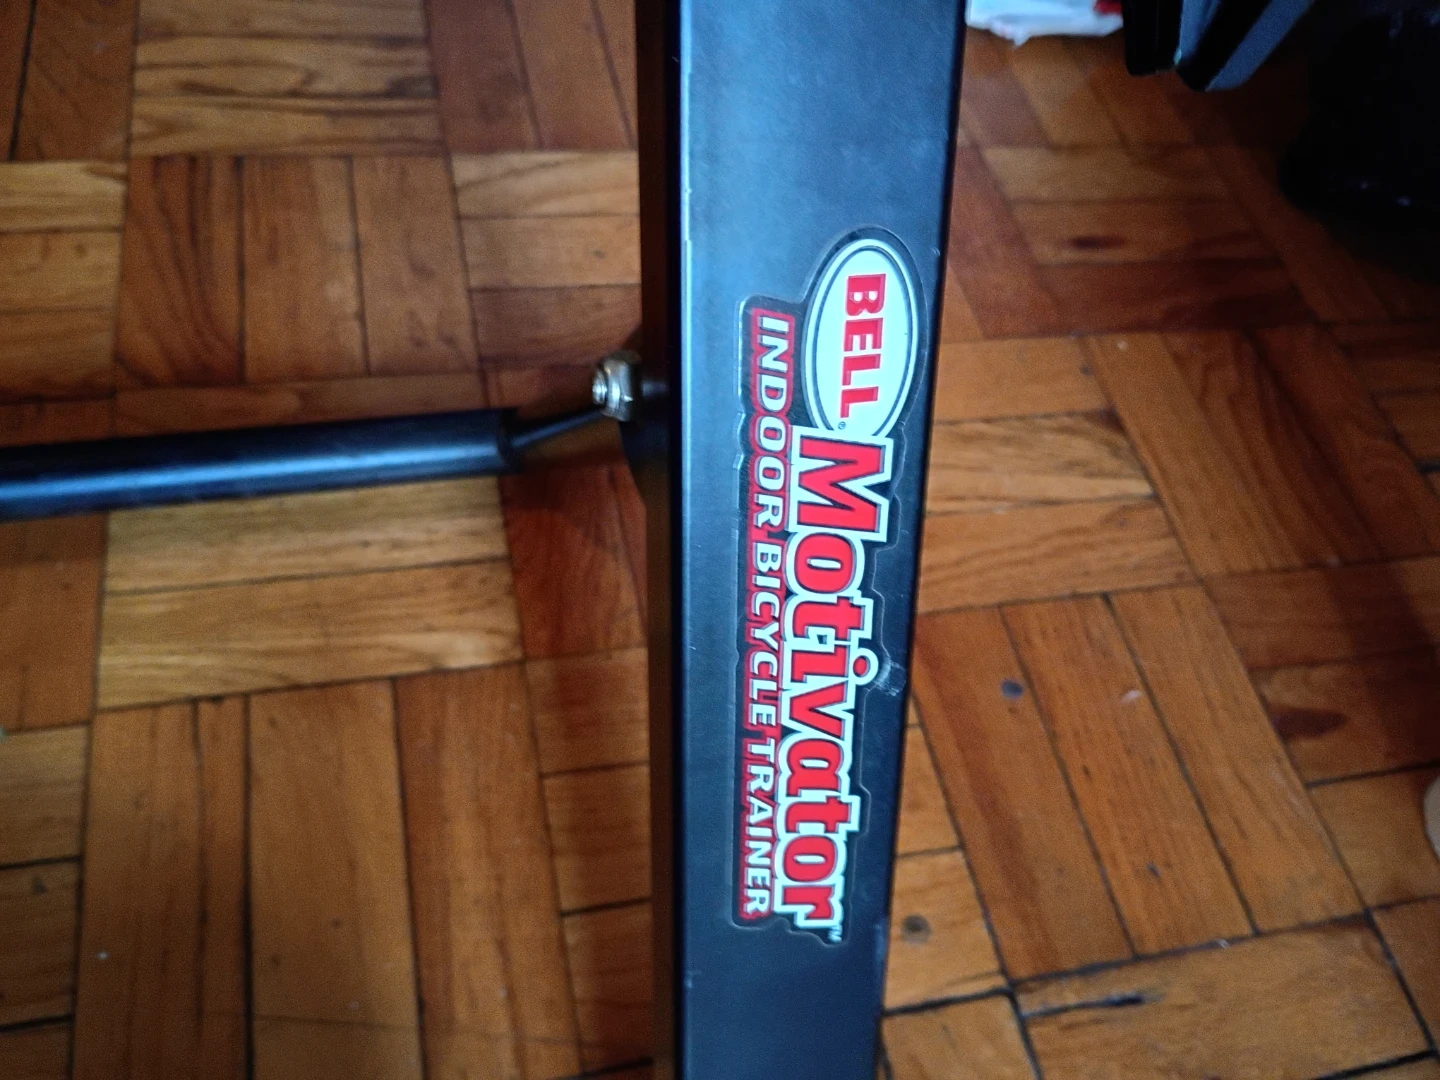 BELL®
Motivator™
INDOOR BICYCLE TRAINER